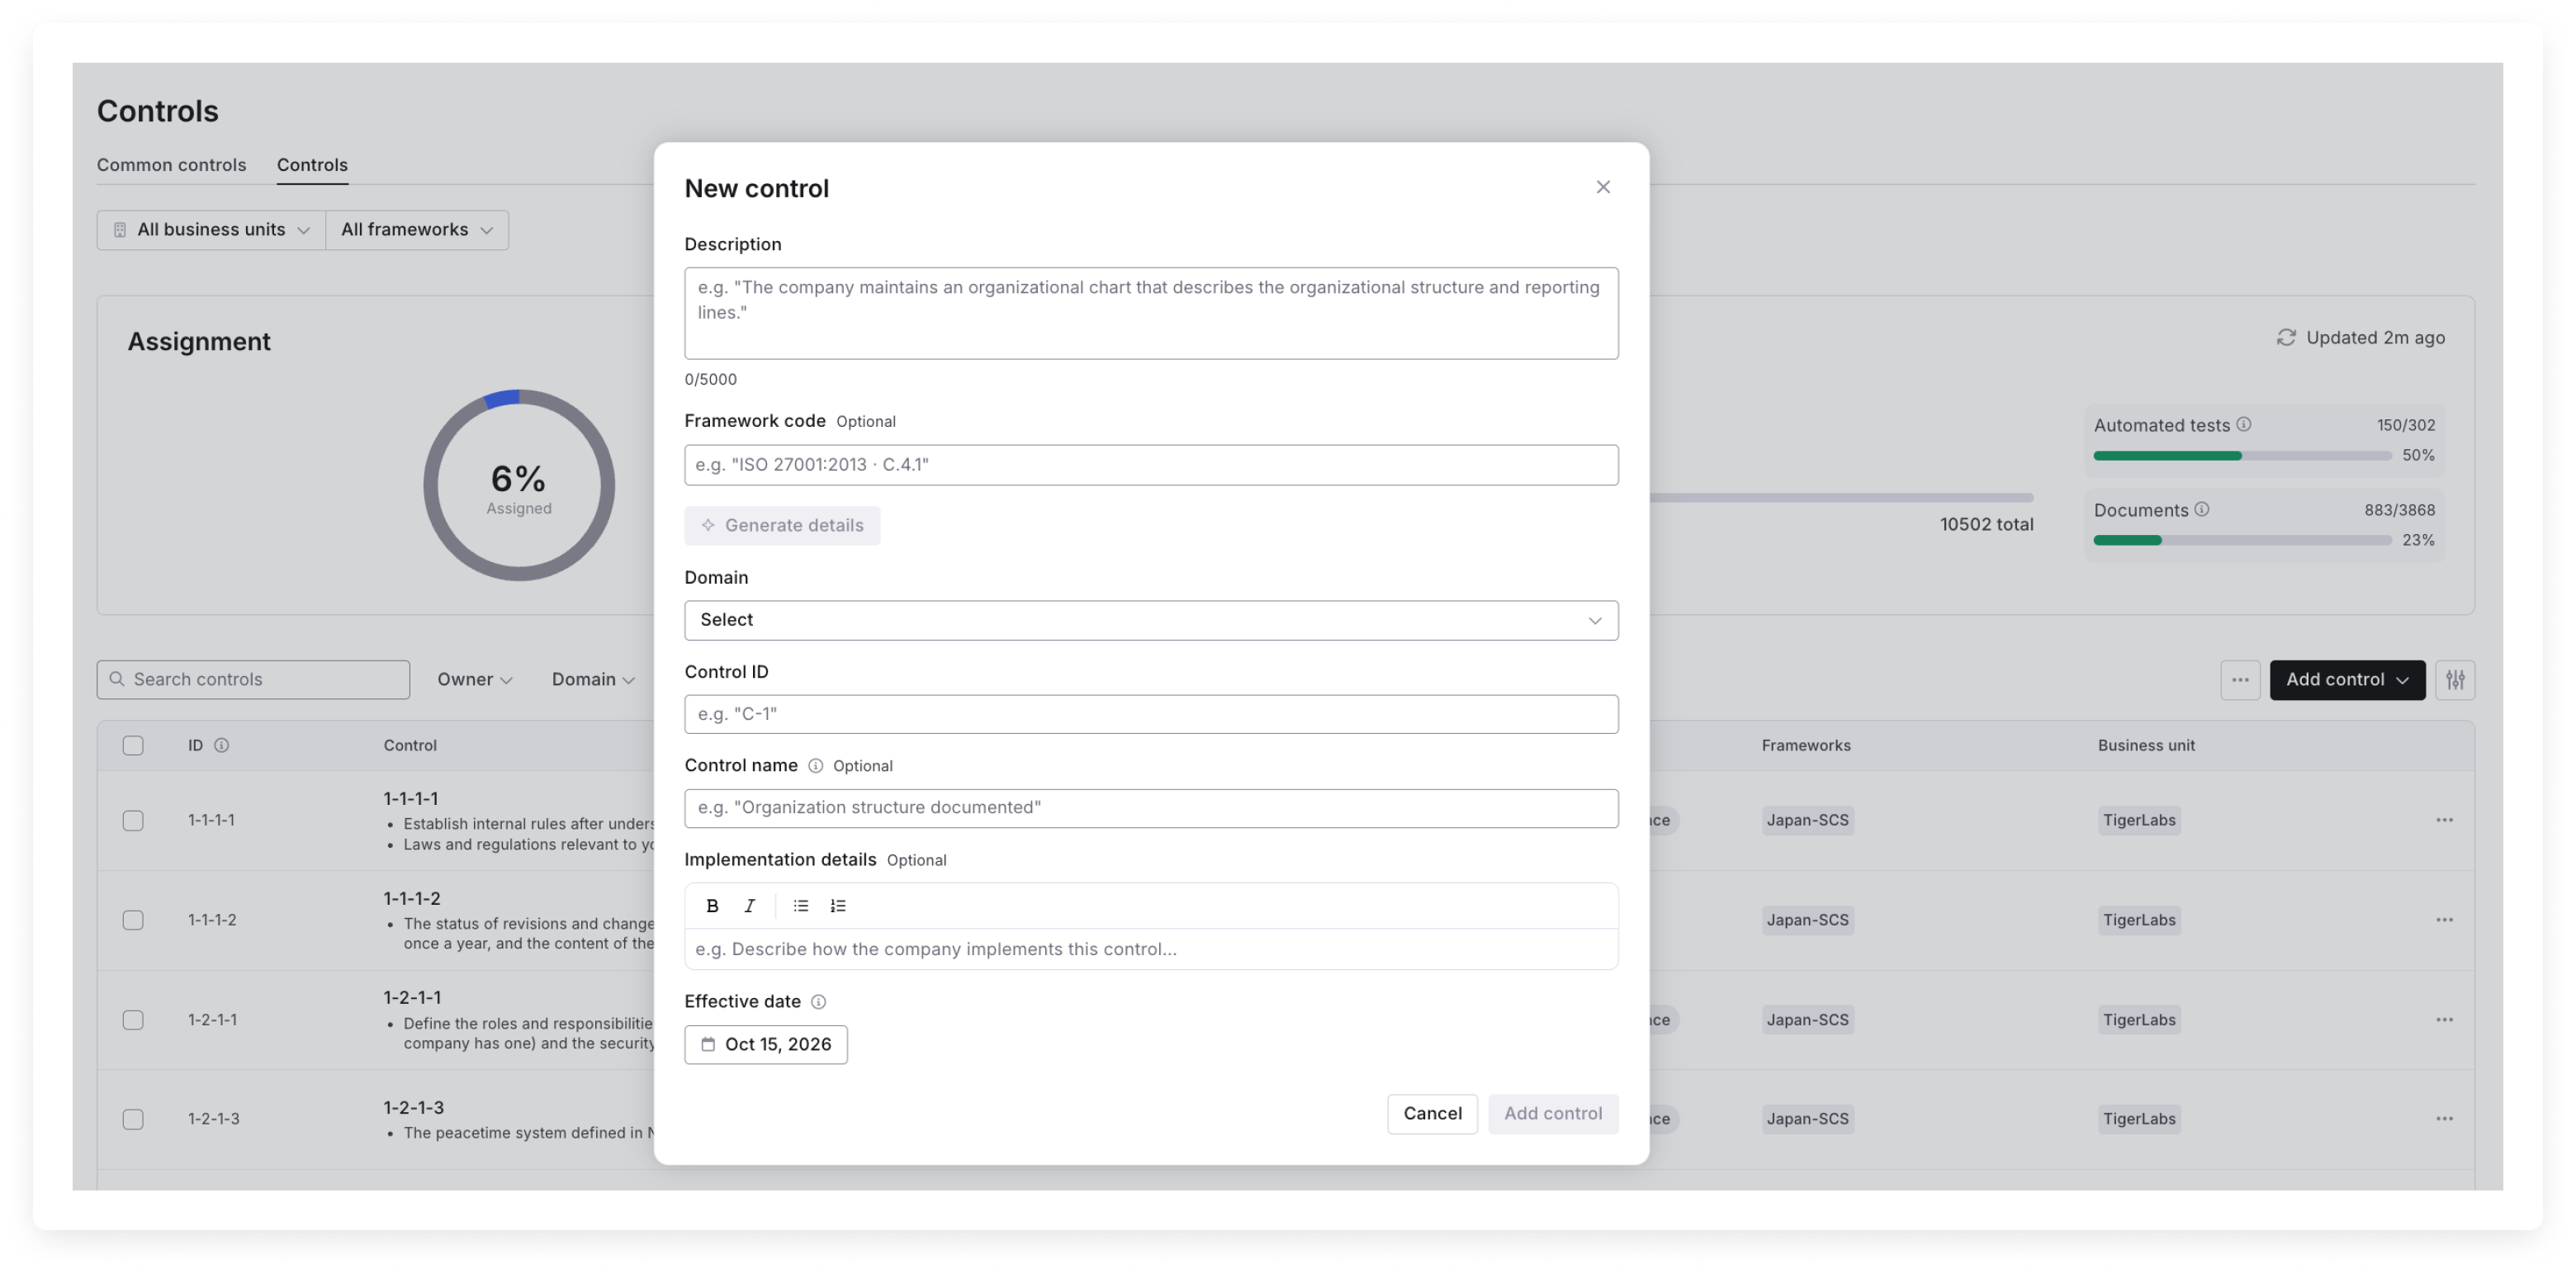 Controls
Common controls
Controls
All business units
All frameworks
Assignment
6%
Assigned
Updated 2m ago
Automated tests
150/302
50%
10502 total
Documents
883/3868
23%
Search controls
Owner
Domain
Add control
ID
Control
Frameworks
Business unit
1-1-1-1
1-1-1-1
Establish internal rules after
Laws and regulations relevant to
Japan-SCS
TigerLabs
1-1-1-2
1-1-1-2
The status of revisions and
once a year, and the content of the
Japan-SCS
TigerLabs
1-2-1-1
1-2-1-1
Define the roles and
company has one) and the security
Japan-SCS
TigerLabs
1-2-1-3
1-2-1-3
The peacetime system defined in
Japan-SCS
TigerLabs
New control
Description
e.g. "The company maintains an organizational chart that describes the organizational structure and reporting
lines."
0/5000
Framework code Optional
e.g. "ISO 27001:2013 · C.4.1"
Generate details
Domain
Select
Control ID
e.g. "C-1"
Control name Optional
e.g. "Organization structure documented"
Implementation details Optional
B I
e.g. Describe how the company implements this control...
Effective date
Oct 15, 2026
Cancel
Add control